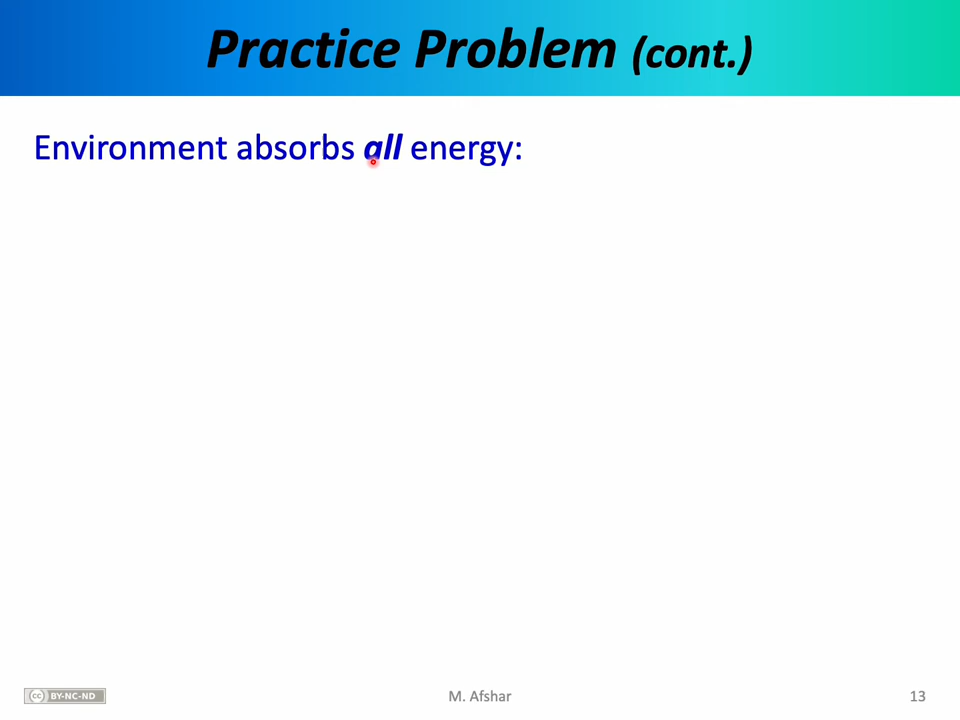 Practice Problem (cont.)
Environment absorbs all energy:
cc BY-NC-ND
M. Afshar
13